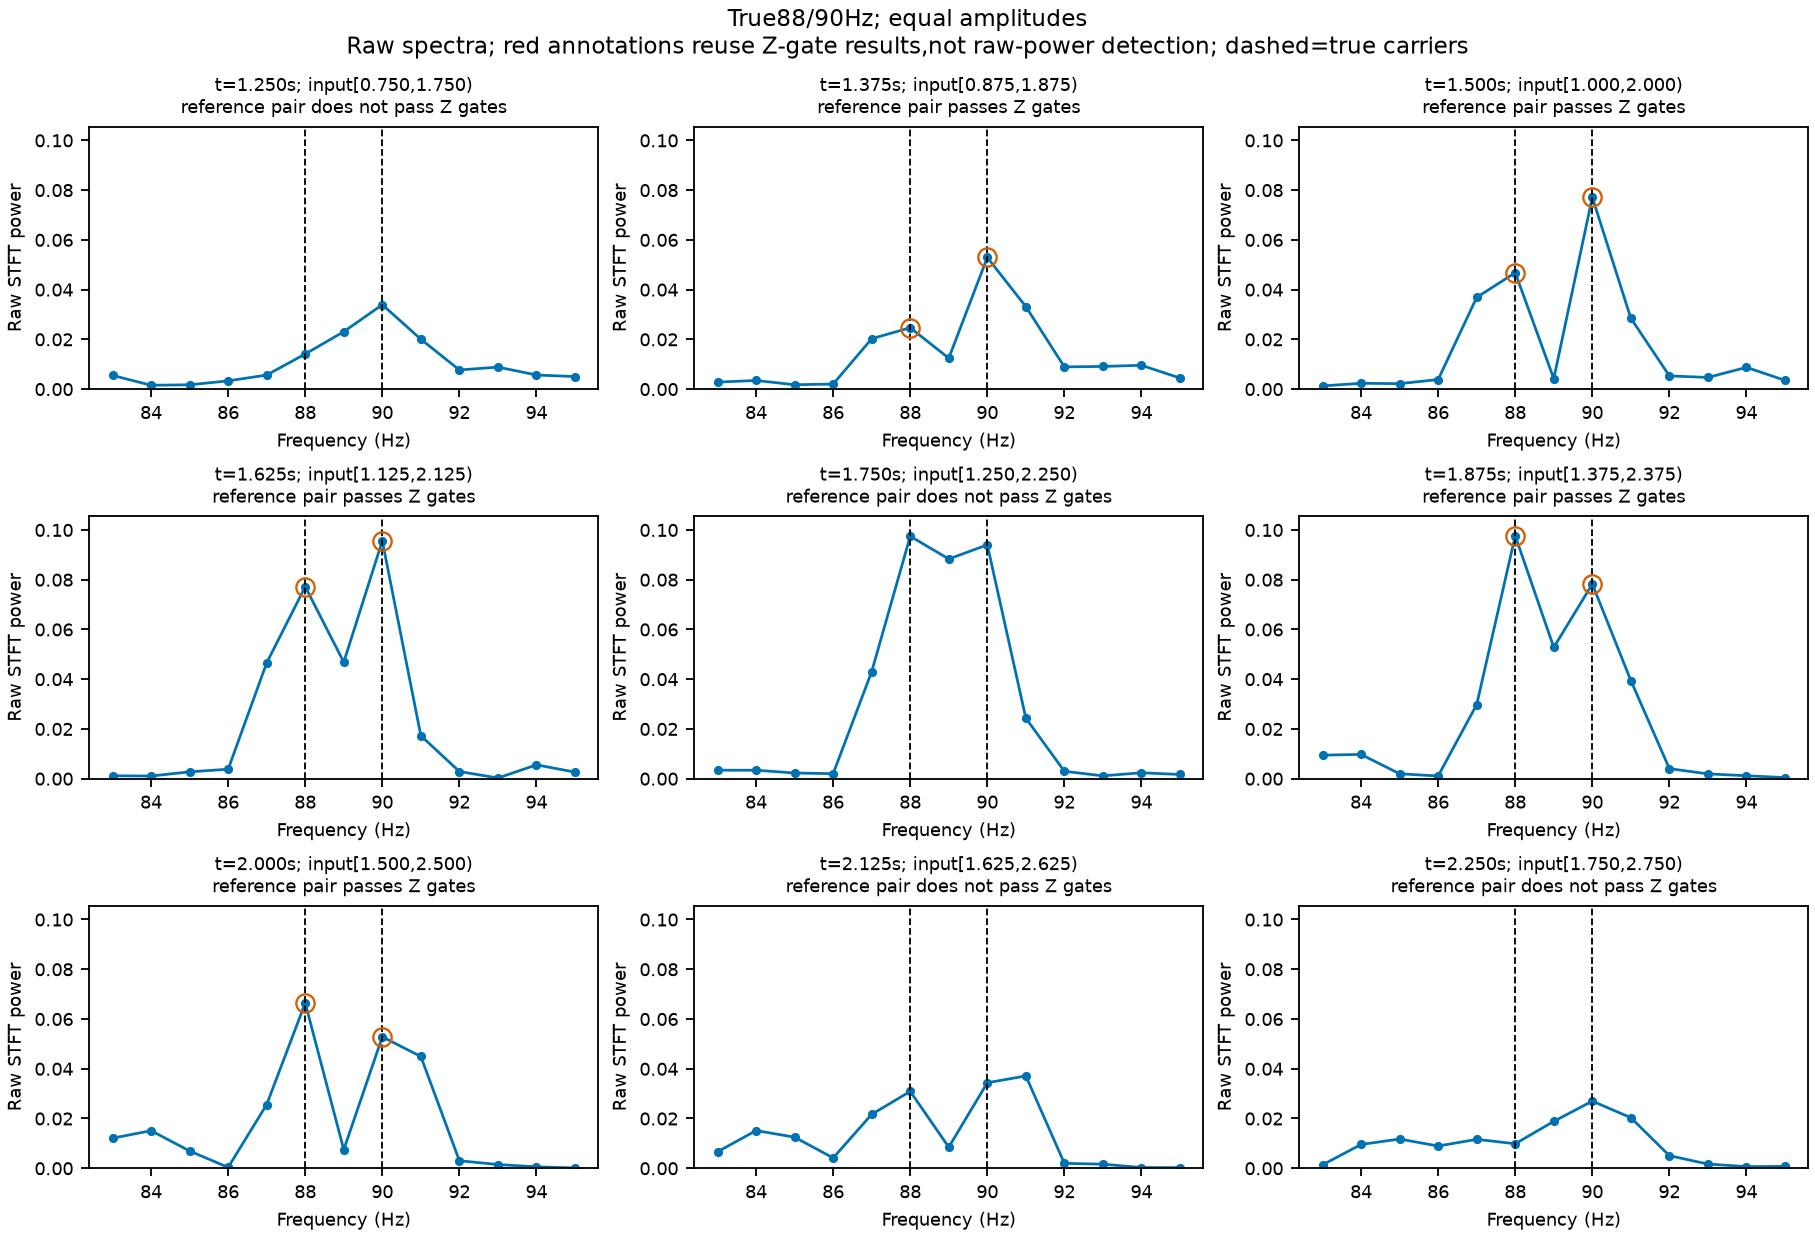 True88/90Hz; equal amplitudes
Raw spectra; red annotations reuse Z-gate results,not raw-power detection; dashed=true carriers
t=1.250s; input[0.750,1.750)
reference pair does not pass Z gates
0.10
0.08
0.06
0.04
0.02
0.00
Raw STFT power
84 86 88 90 92 94
Frequency (Hz)
t=1.375s; input[0.875,1.875)
reference pair passes Z gates
0.10
0.08
0.06
0.04
0.02
0.00
Raw STFT power
84 86 88 90 92 94
Frequency (Hz)
t=1.500s; input[1.000,2.000)
reference pair passes Z gates
0.10
0.08
0.06
0.04
0.02
0.00
Raw STFT power
84 86 88 90 92 94
Frequency (Hz)
t=1.625s; input[1.125,2.125)
reference pair passes Z gates
0.10
0.08
0.06
0.04
0.02
0.00
Raw STFT power
84 86 88 90 92 94
Frequency (Hz)
t=1.750s; input[1.250,2.250)
reference pair does not pass Z gates
0.10
0.08
0.06
0.04
0.02
0.00
Raw STFT power
84 86 88 90 92 94
Frequency (Hz)
t=1.875s; input[1.375,2.375)
reference pair passes Z gates
0.10
0.08
0.06
0.04
0.02
0.00
Raw STFT power
84 86 88 90 92 94
Frequency (Hz)
t=2.000s; input[1.500,2.500)
reference pair passes Z gates
0.10
0.08
0.06
0.04
0.02
0.00
Raw STFT power
84 86 88 90 92 94
Frequency (Hz)
t=2.125s; input[1.625,2.625)
reference pair does not pass Z gates
0.10
0.08
0.06
0.04
0.02
0.00
Raw STFT power
84 86 88 90 92 94
Frequency (Hz)
t=2.250s; input[1.750,2.750)
reference pair does not pass Z gates
0.10
0.08
0.06
0.04
0.02
0.00
Raw STFT power
84 86 88 90 92 94
Frequency (Hz)